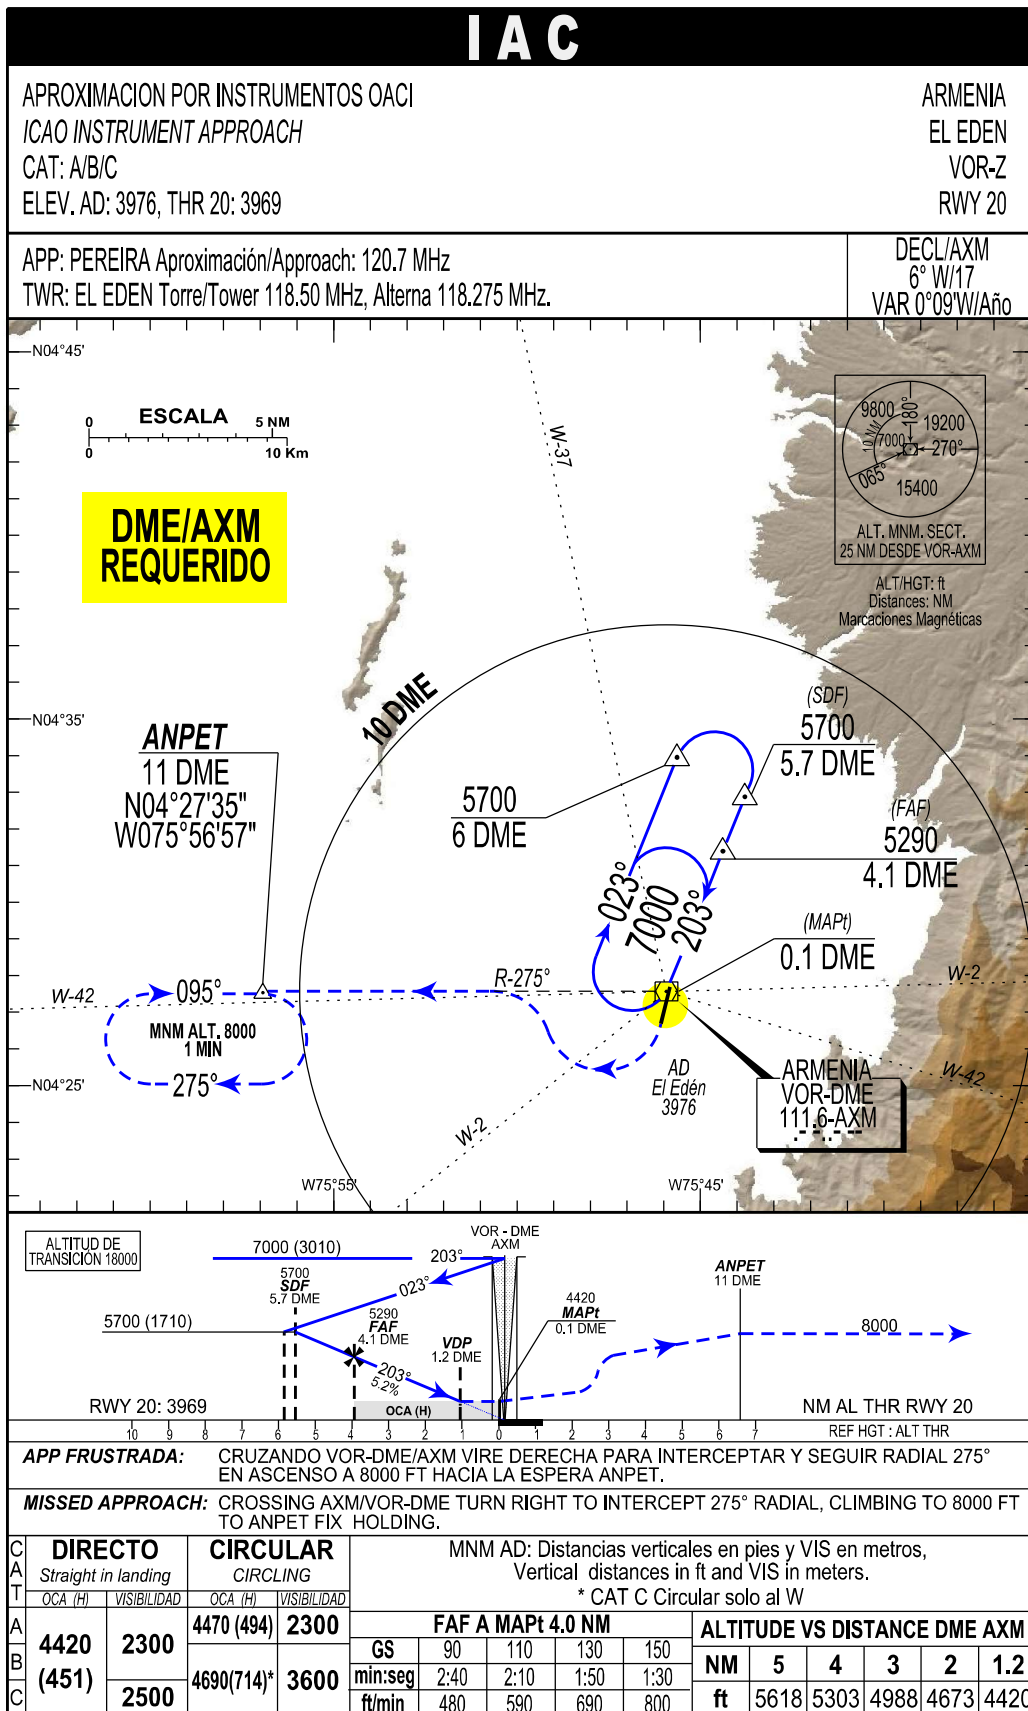 IAC
APROXIMACION POR INSTRUMENTOS OACI
ICAO INSTRUMENT APPROACH
CAT: A/B/C
ELEV. AD: 3976, THR 20: 3969
ARMENIA
EL EDEN
VOR-Z
RWY 20
APP: PEREIRA Aproximación/Approach: 120.7 MHz
TWR: EL EDEN Torre/Tower 118.50 MHz, Alterna 118.275 MHz.
DECL/AXM
6° W/17
VAR 0°09'W/Año
N04°45'
0 ESCALA 5 NM
0 10 Km
DME/AXM
REQUERIDO
W-37
9800
180°
19200
10 NM
7000
270°
065°
15400
ALT. MNM. SECT.
25 NM DESDE VOR-AXM
ALT/HGT: ft
Distances: NM
Marcaciones Magnéticas
N04°35'
10 DME
ANPET
11 DME
N04°27'35"
W075°56'57"
5700
6 DME
(SDF)
5700
5.7 DME
(FAF)
5290
4.1 DME
(MAPt)
0.1 DME
023°
7000
203°
R-275°
W-42
095°
MNM ALT. 8000
1 MIN
275°
W-2
W-42
W-2
N04°25'
AD
El Edén
3976
ARMENIA
VOR-DME
111.6-AXM
W75°55'
W75°45'
ALTITUD DE
TRANSICIÓN 18000
7000 (3010)
203°
VOR - DME
AXM
023°
5700
SDF
5.7 DME
5700 (1710)
5290
FAF
4.1 DME
VDP
1.2 DME
4420
MAPt
0.1 DME
ANPET
11 DME
8000
203°
5.2%
OCA (H)
RWY 20: 3969
NM AL THR RWY 20
10 9 8 7 6 5 4 3 2 1 0 1 2 3 4 5 6 7
REF HGT : ALT THR
APP FRUSTRADA: CRUZANDO VOR-DME/AXM VIRE DERECHA PARA INTERCEPTAR Y SEGUIR RADIAL 275°
EN ASCENSO A 8000 FT HACIA LA ESPERA ANPET.
MISSED APPROACH: CROSSING AXM/VOR-DME TURN RIGHT TO INTERCEPT 275° RADIAL, CLIMBING TO 8000 FT
TO ANPET FIX HOLDING.
CAT
DIRECTO
Straight in landing
OCA (H) VISIBILIDAD
CIRCULAR
CIRCLING
OCA (H) VISIBILIDAD
MNM AD: Distancias verticales en pies y VIS en metros,
Vertical distances in ft and VIS in meters.
* CAT C Circular solo al W
A
B
C
4420
(451)
2300
2500
4470 (494) 2300
4690(714)* 3600
FAF A MAPt 4.0 NM
GS 90 110 130 150
min:seg 2:40 2:10 1:50 1:30
ft/min 480 590 690 800
ALTITUDE VS DISTANCE DME AXM
NM 5 4 3 2 1.2
ft 5618 5303 4988 4673 4420